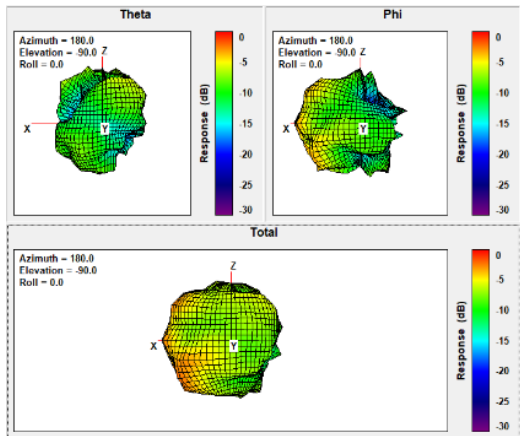 Theta
Azimuth = 180.0
Elevation = -90.0
Roll = 0.0
Z
X
Y
0
-5
-10
-15
-20
-25
-30
Response (dB)
Phi
Azimuth = 180.0
Elevation = -90.0
Roll = 0.0
Z
X
Y
0
-5
-10
-15
-20
-25
-30
Response (dB)
Total
Azimuth = 180.0
Elevation = -90.0
Roll = 0.0
Z
X
Y
0
-5
-10
-15
-20
-25
-30
Response (dB)